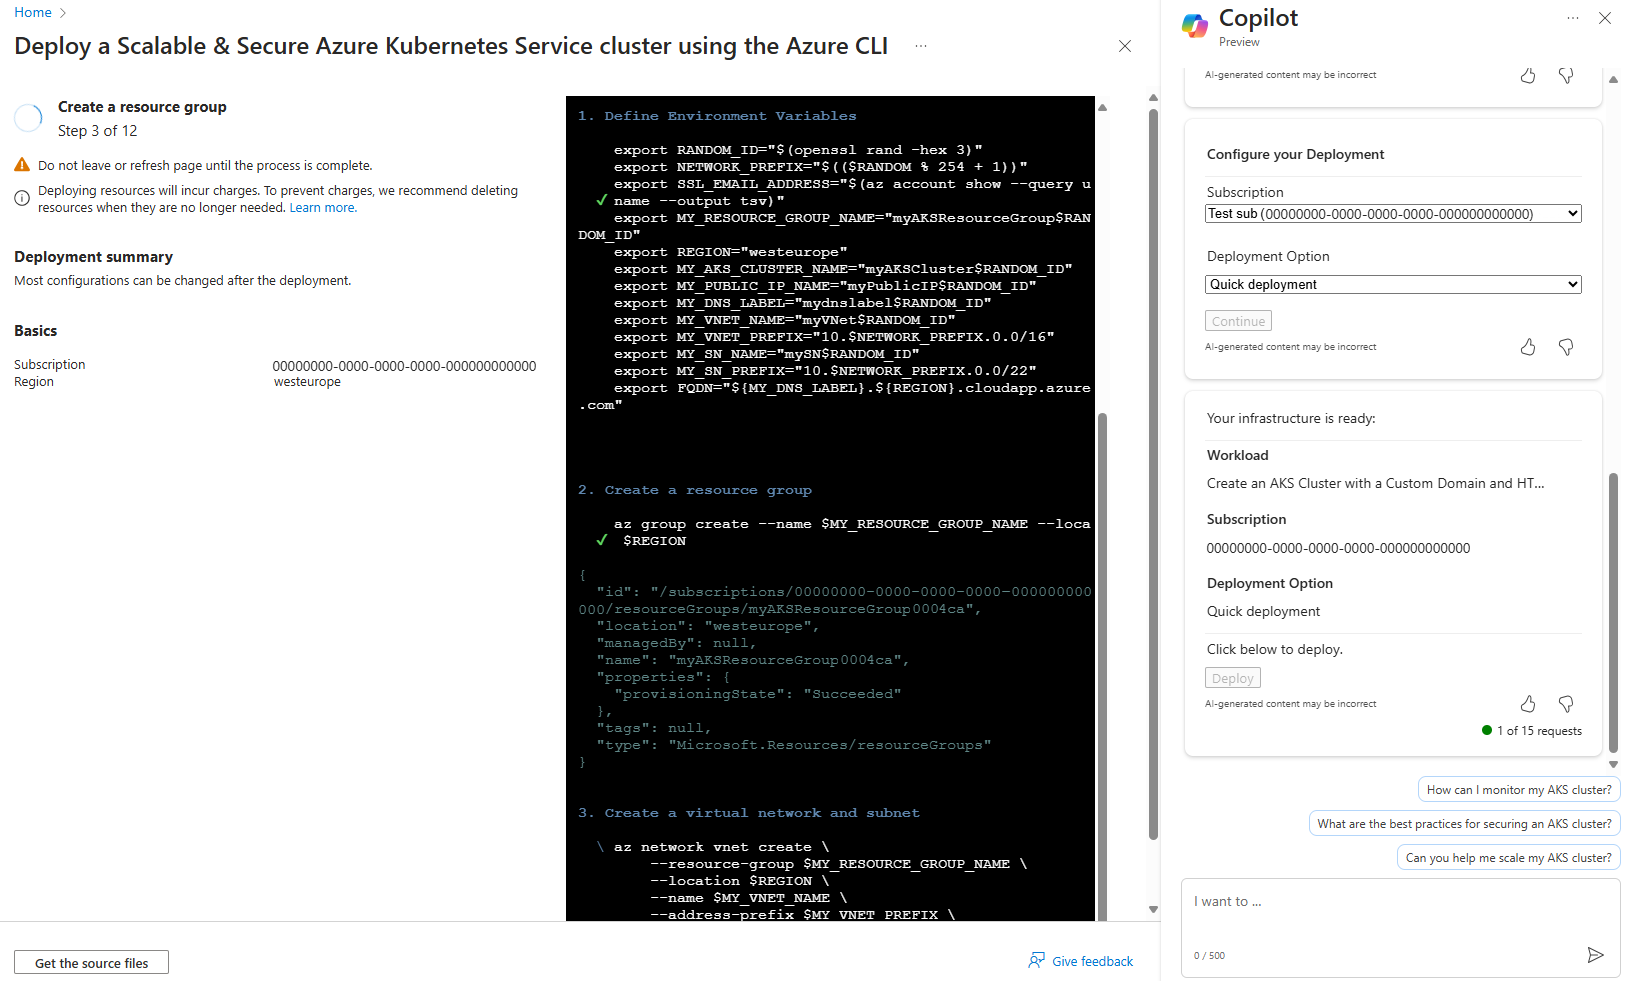 Home
Deploy a Scalable & Secure Azure Kubernetes Service cluster using the Azure CLI
Create a resource group
Step 3 of 12
Do not leave or refresh page until the process is complete.
Deploying resources will incur charges. To prevent charges, we recommend deleting
resources when they are no longer needed. Learn more.
Deployment summary
Most configurations can be changed after the deployment.
Basics
Subscription 00000000-0000-0000-0000-000000000000
Region westeurope
Get the source files
1. Define Environment Variables
export RANDOM_ID="$(openssl rand -hex 3)"
export NETWORK_PREFIX="$(($RANDOM % 254 + 1))"
export SSL_EMAIL_ADDRESS="$(az account show --query u
✓ name --output tsv)"
export MY_RESOURCE_GROUP_NAME="myAKSResourceGroup$RAN
DOM_ID"
export REGION="westeurope"
export MY_AKS_CLUSTER_NAME="myAKSCluster$RANDOM_ID"
export MY_PUBLIC_IP_NAME="myPublicIP$RANDOM_ID"
export MY_DNS_LABEL="mydnslabel$RANDOM_ID"
export MY_VNET_NAME="myVNet$RANDOM_ID"
export MY_VNET_PREFIX="10.$NETWORK_PREFIX.0.0/16"
export MY_SN_NAME="mySN$RANDOM_ID"
export MY_SN_PREFIX="10.$NETWORK_PREFIX.0.0/22"
export FQDN="${MY_DNS_LABEL}.${REGION}.cloudapp.azure
.com"
2. Create a resource group
az group create --name $MY_RESOURCE_GROUP_NAME --loca
✓ $REGION
{
"id": "/subscriptions/00000000-0000-0000-0000-000000000
000/resourceGroups/myAKSResourceGroup0004ca",
"location": "westeurope",
"managedBy": null,
"name": "myAKSResourceGroup0004ca",
"properties": {
"provisioningState": "Succeeded"
},
"tags": null,
"type": "Microsoft.Resources/resourceGroups"
}
3. Create a virtual network and subnet
\ az network vnet create \
--resource-group $MY_RESOURCE_GROUP_NAME \
--location $REGION \
--name $MY_VNET_NAME \
--address-prefix $MY_VNET_PREFIX \
Give feedback
Copilot
Preview
AI-generated content may be incorrect
Configure your Deployment
Subscription
Test sub (00000000-0000-0000-0000-000000000000)
Deployment Option
Quick deployment
Continue
AI-generated content may be incorrect
Your infrastructure is ready:
Workload
Create an AKS Cluster with a Custom Domain and HT...
Subscription
00000000-0000-0000-0000-000000000000
Deployment Option
Quick deployment
Click below to deploy.
Deploy
AI-generated content may be incorrect
1 of 15 requests
How can I monitor my AKS cluster?
What are the best practices for securing an AKS cluster?
Can you help me scale my AKS cluster?
I want to ...
0 / 500